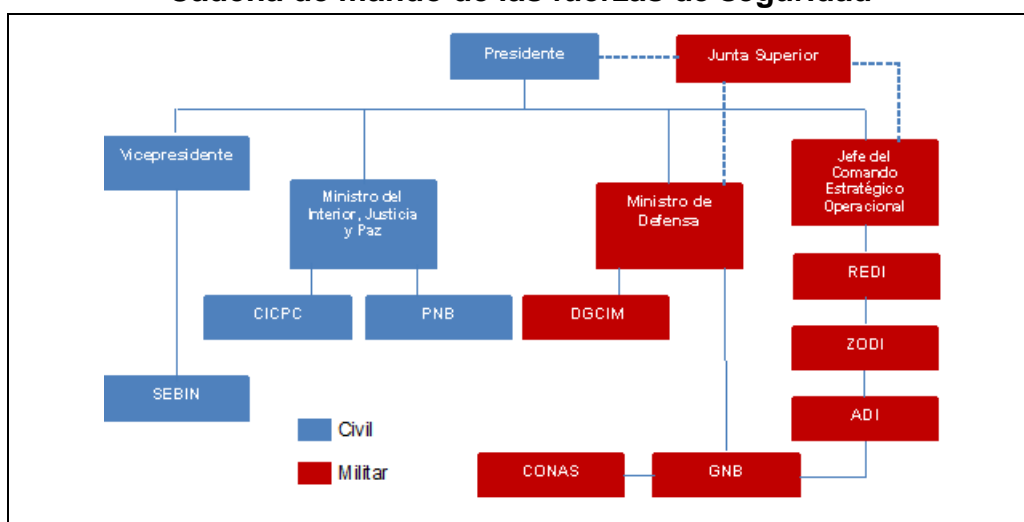 Cadena de mando de las fuerzas de seguridad
Presidente
Junta Superior
Vicepresidente
Ministro del
Interior, Justicia
y Paz
Ministro de
Defensa
Jefe del
Comando
Estratégico
Operacional
CICPC
PNB
DGCIM
REDI
ZODI
SEBIN
ADI
Civil
Militar
CONAS
GNB